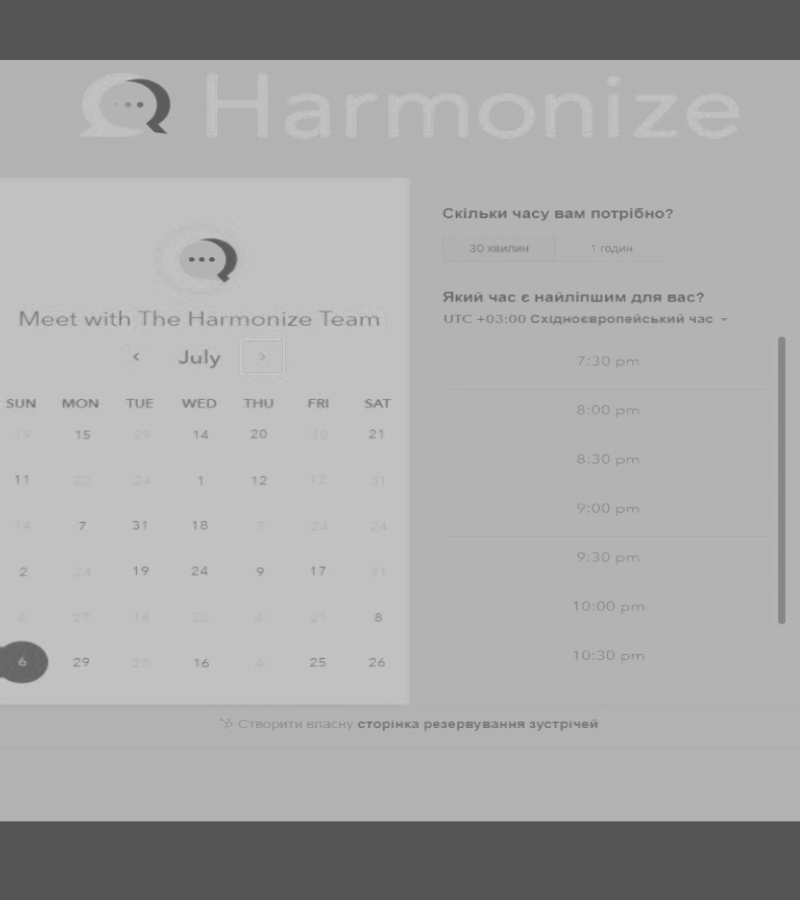 Harmonize
Meet with The Harmonize Team
July
SUN MON TUE WED THU FRI SAT
19 15 29 14 20 10 21
11 22 24 1 12 12 31
14 7 31 18 3 24 24
2 24 19 24 9 17 31
4 27 14 22 4 21 8
6 29 27 16 4 25 26
Скільки часу вам потрібно?
30 хвилин 1 годин
Який час є найліпшим для вас?
UTC +03:00 Східноєвропейський час
7:30 pm
8:00 pm
8:30 pm
9:00 pm
9:30 pm
10:00 pm
10:30 pm
Створити власну сторінка резервування зустрічей